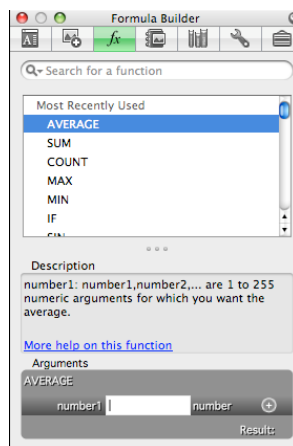 Formula Builder
fx
Search for a function
Most Recently Used
AVERAGE
SUM
COUNT
MAX
MIN
IF
SIN
Description
number1: number1,number2,... are 1 to 255
numeric arguments for which you want the
average.
More help on this function
Arguments
AVERAGE
number1
number
Result: